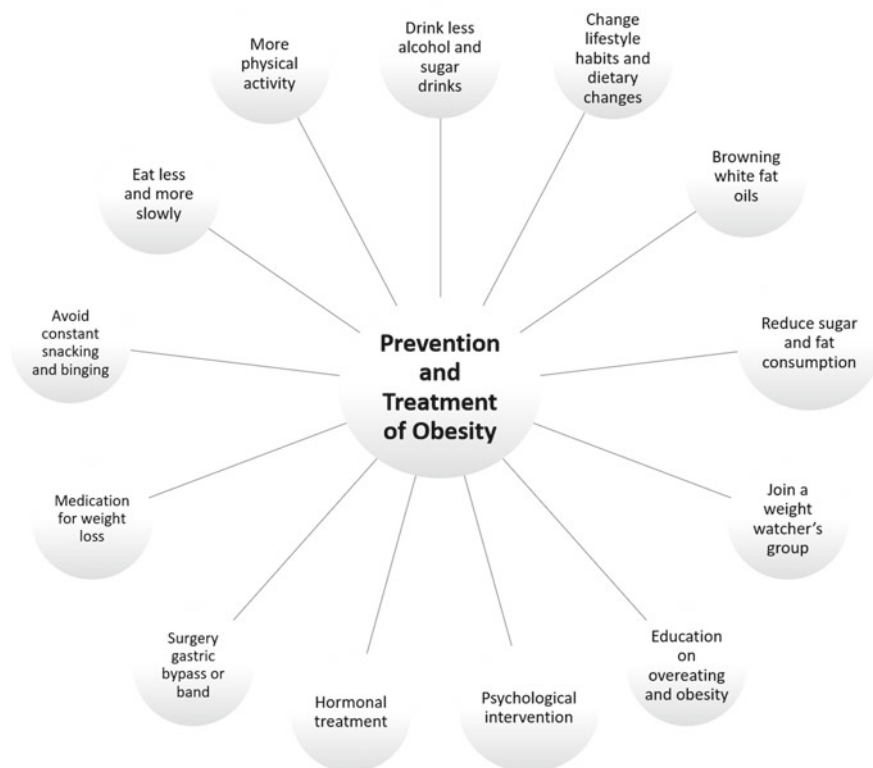 Prevention
and
Treatment
of Obesity
Drink less
alcohol and
sugar
drinks
Change
lifestyle
habits and
dietary
changes
Browning
white fat
oils
Reduce sugar
and fat
consumption
Join a
weight
watcher’s
group
Education
on
overeating
and obesity
Psychological
intervention
Hormonal
treatment
Surgery
gastric
bypass or
band
Medication
for weight
loss
Avoid
constant
snacking
and binging
Eat less
and more
slowly
More
physical
activity